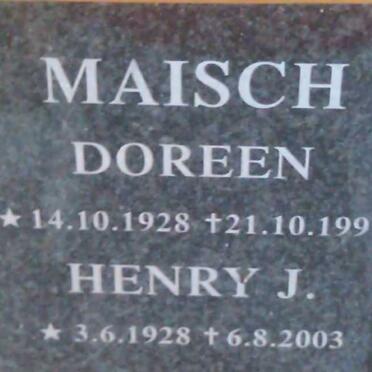 MAISCH
DOREEN
★ 14.10.1928 ✝21.10.199
HENRY J.
★ 3.6.1928 ✝ 6.8.2003